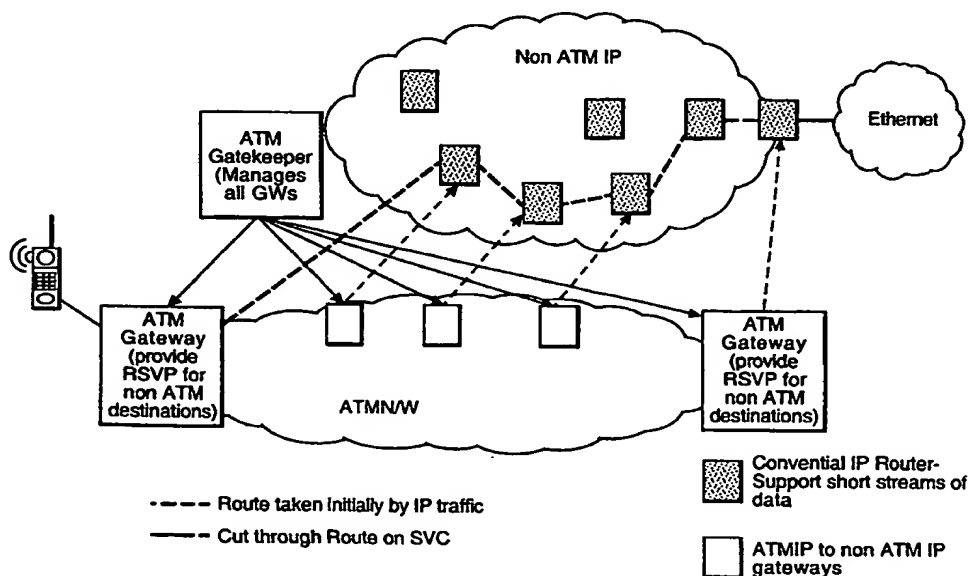 Non ATM IP
Ethernet
ATM
Gatekeeper
(Manages
all GWs
ATM
Gateway
(provide
RSVP for
non ATM
destinations)
ATMN/W
ATM
Gateway
(provide
RSVP for
non ATM
destinations)
Route taken initially by IP traffic
Cut through Route on SVC
Convential IP Router-
Support short streams of
data
ATMIP to non ATM IP
gateways